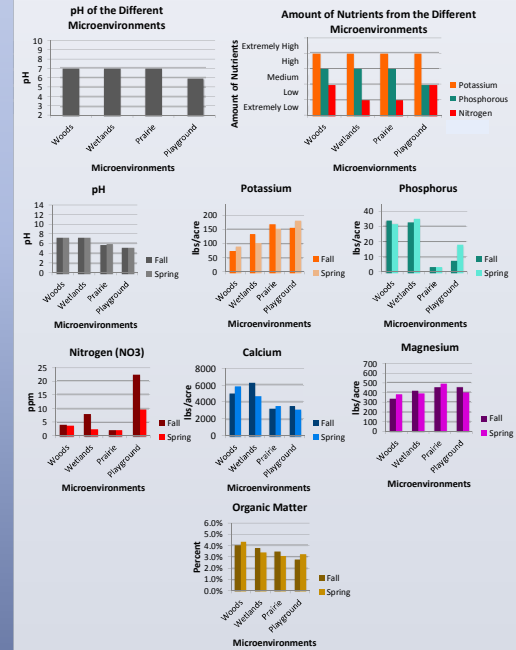 pH of the Different
Microenvironments
pH
10
9
8
7
6
5
4
3
2
Woods
Wetlands
Prairie
Playground
Microenvironments
Amount of Nutrients from the Different
Microenvironments
Amount of Nutrients
Extremely High
High
Medium
Low
Extremely Low
Woods
Wetlands
Prairie
Playground
Potassium
Phosphorous
Nitrogen
Microenviornments
pH
pH
14
12
10
8
6
4
2
0
Woods
Wetlands
Prairie
Playground
Fall
Spring
Microenvironments
Potassium
lbs/acre
200
150
100
50
0
Woods
Wetlands
Prairie
Playground
Fall
Spring
Microenvironments
Phosphorus
lbs/acre
40
30
20
10
0
Woods
Wetlands
Prairie
Playground
Fall
Spring
Microenvironments
Nitrogen (NO3)
ppm
25
20
15
10
5
0
Woods
Wetlands
Prairie
Playground
Fall
Spring
Microenvironments
Calcium
lbs/acre
8000
6000
4000
2000
0
Woods
Wetlands
Prairie
Playground
Fall
Spring
Microenvironments
Magnesium
lbs/acre
700
600
500
400
300
200
100
0
Woods
Wetlands
Prairie
Playground
Fall
Spring
Microenvironments
Organic Matter
Percent
6.0%
5.0%
4.0%
3.0%
2.0%
1.0%
0.0%
Woods
Wetlands
Prairie
Playground
Fall
Spring
Microenvironments